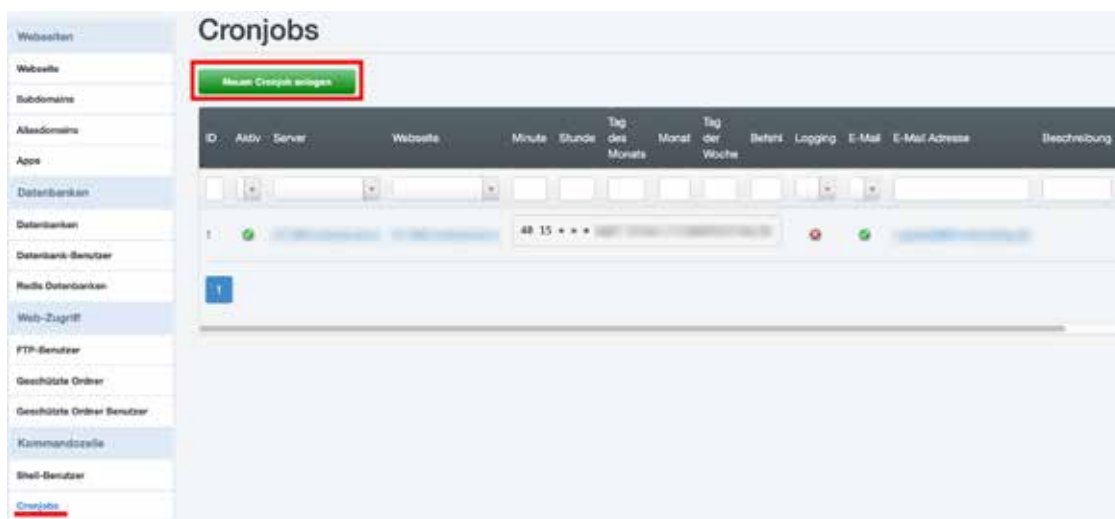 Webseiten
Webseite
Subdomains
Aliasdomains
Apps
Datenbanken
Datenbanken
Datenbank-Benutzer
Redis Datenbanken
Web-Zugriff
FTP-Benutzer
Geschützte Ordner
Geschützte Ordner Benutzer
Kommandozeile
Shell-Benutzer
Cronjobs
Cronjobs
Neuen Cronjob anlegen
ID Aktiv Server Webseite Minute Stunde Tag des Monats Monat Tag der Woche Befehl Logging E-Mail E-Mail Adresse Beschreibung
1 40 15 * * *
1